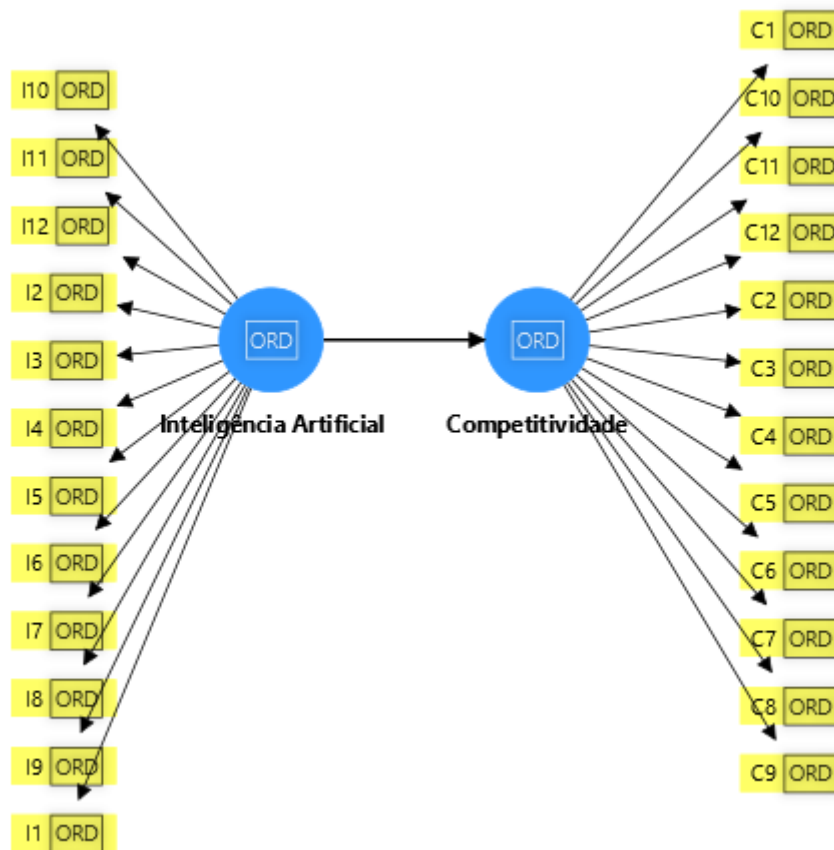 I10 ORD
I11 ORD
I12 ORD
I2 ORD
I3 ORD
I4 ORD
I5 ORD
I6 ORD
I7 ORD
I8 ORD
I9 ORD
I1 ORD
ORD
Inteligência Artificial
ORD
Competitividade
C1 ORD
C10 ORD
C11 ORD
C12 ORD
C2 ORD
C3 ORD
C4 ORD
C5 ORD
C6 ORD
C7 ORD
C8 ORD
C9 ORD